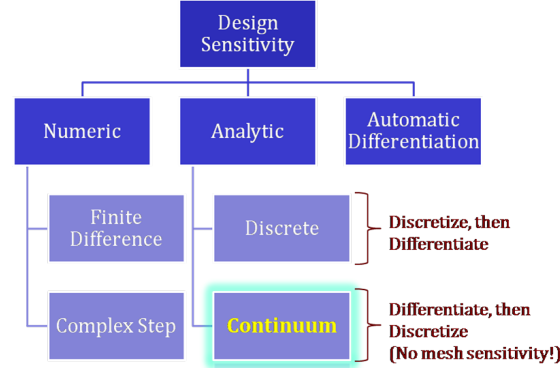 Design
Sensitivity
Numeric
Analytic
Automatic
Differentiation
Finite
Difference
Discrete
Discretize, then
Differentiate
Complex Step
Continuum
Differentiate, then
Discretize
(No mesh sensitivity!)